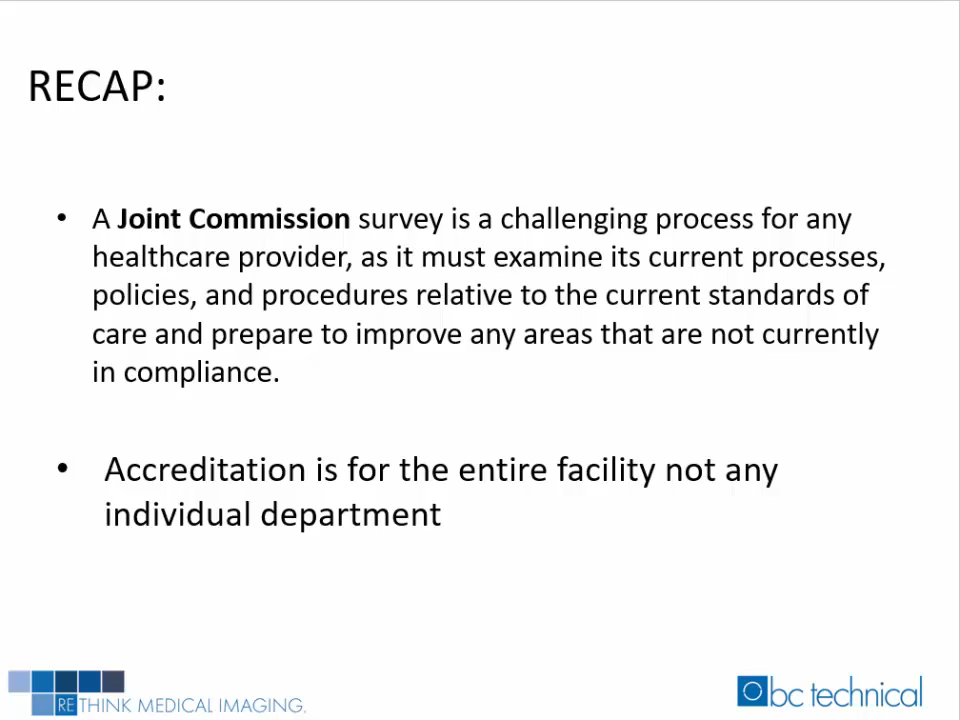 RECAP:
• A Joint Commission survey is a challenging process for any
healthcare provider, as it must examine its current processes,
policies, and procedures relative to the current standards of
care and prepare to improve any areas that are not currently
in compliance.
• Accreditation is for the entire facility not any
individual department
RETHINK MEDICAL IMAGING.
bc technical